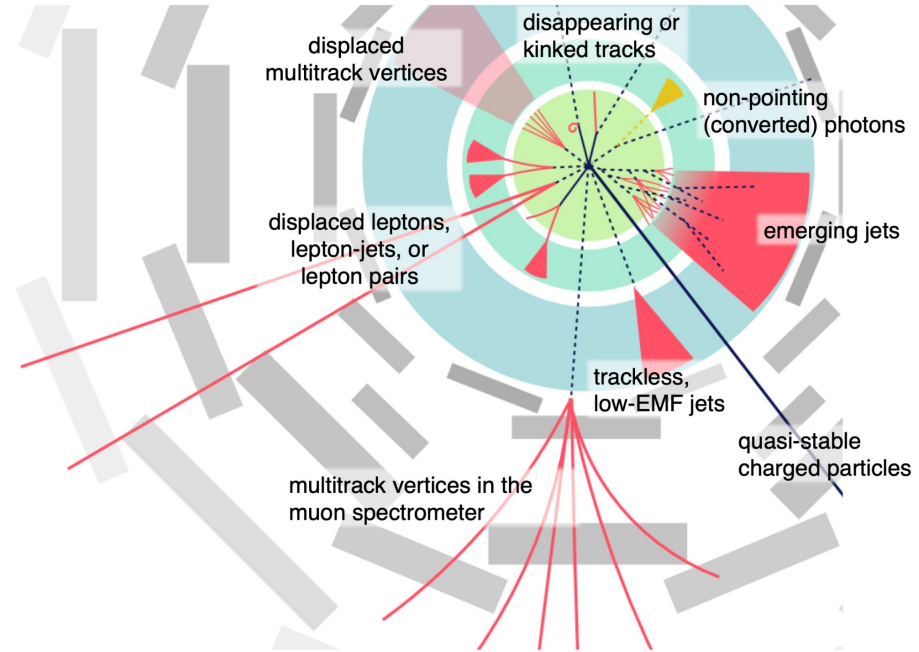 disappearing or
kinked tracks
displaced
multitrack vertices
non-pointing
(converted) photons
displaced leptons,
lepton-jets, or
lepton pairs
emerging jets
trackless,
low-EMF jets
quasi-stable
charged particles
multitrack vertices in the
muon spectrometer